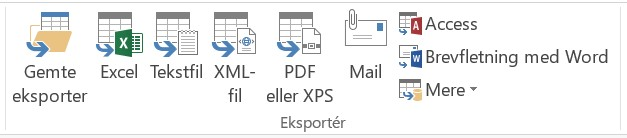 Gemte eksporter
Excel
Tekstfil
XML-fil
PDF eller XPS
Mail
Access
Brevfletning med Word
Mere
Eksportér